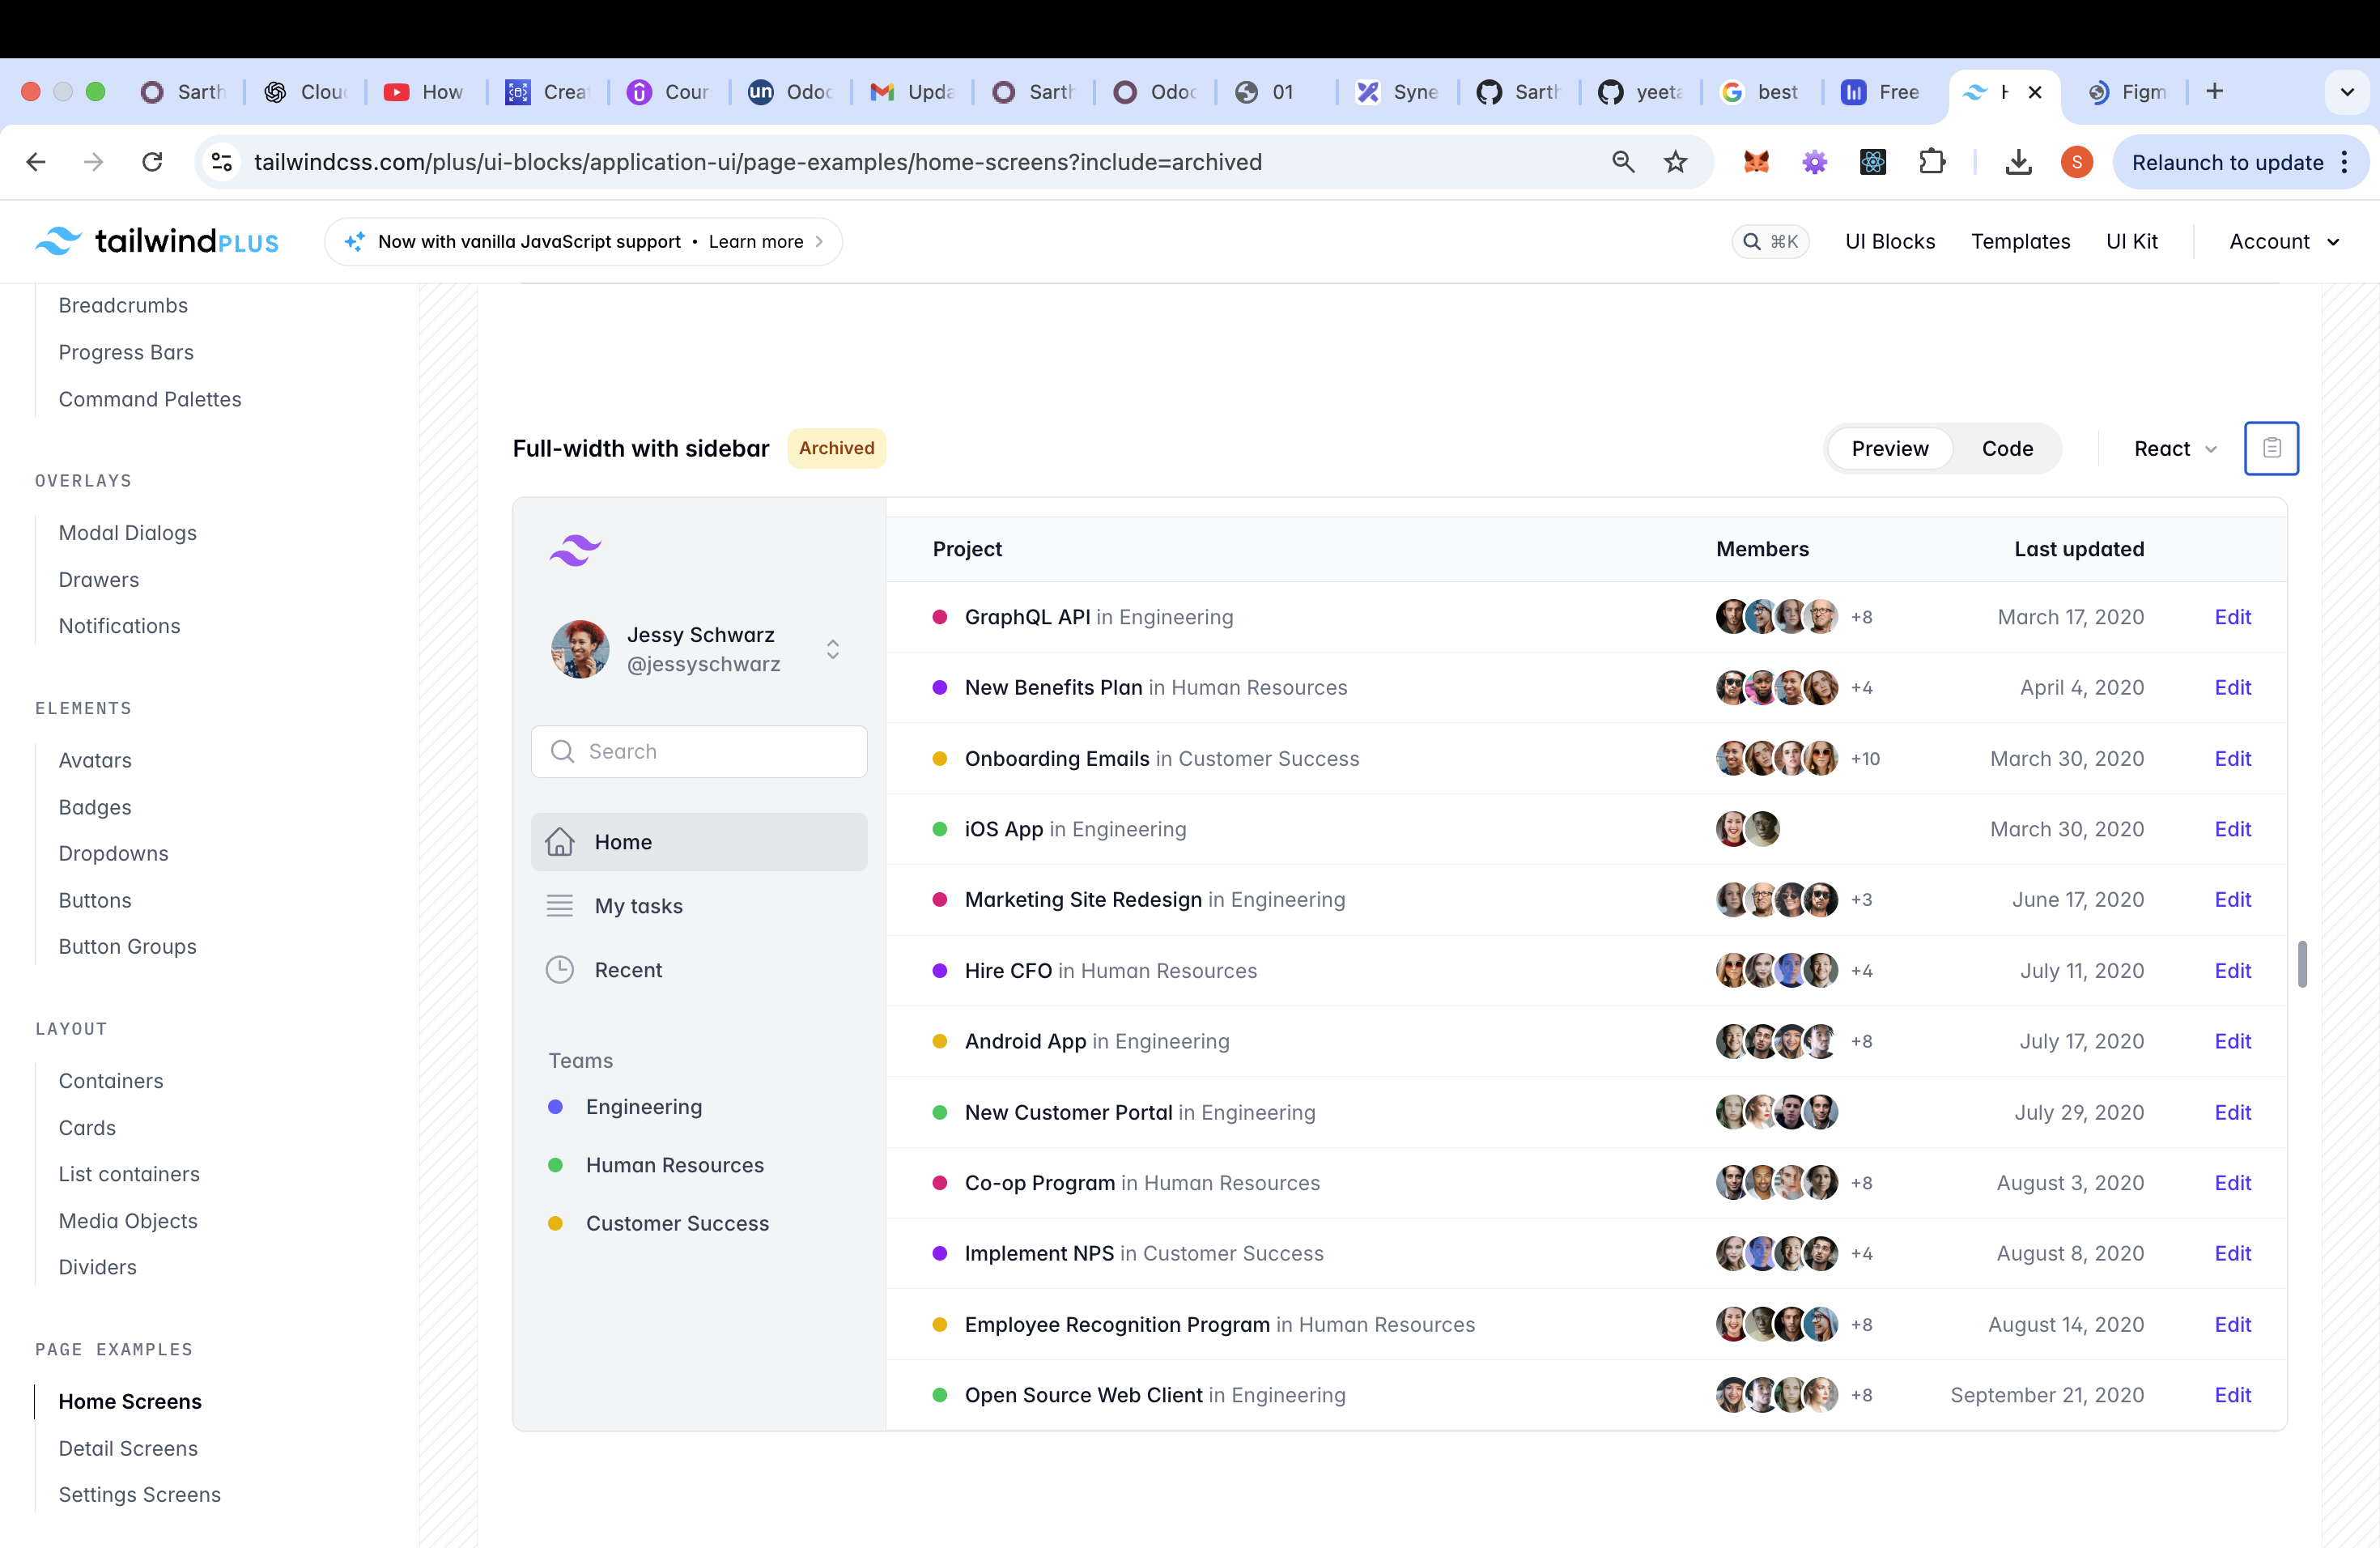 Sarth
Clou
How
Creat
Cour
Odoo
Upda
Sarth
Odoo
01
Syne
Sarth
yeeta
best
Free
Figm
tailwindcss.com/plus/ui-blocks/application-ui/page-examples/home-screens?include=archived
S
Relaunch to update
tailwindPLUS
Now with vanilla JavaScript support • Learn more
⌘K
UI Blocks
Templates
UI Kit
Account
Breadcrumbs
Progress Bars
Command Palettes
OVERLAYS
Modal Dialogs
Drawers
Notifications
ELEMENTS
Avatars
Badges
Dropdowns
Buttons
Button Groups
LAYOUT
Containers
Cards
List containers
Media Objects
Dividers
PAGE EXAMPLES
Home Screens
Detail Screens
Settings Screens
Full-width with sidebar
Archived
Preview
Code
React
Jessy Schwarz
@jessyschwarz
Search
Home
My tasks
Recent
Teams
Engineering
Human Resources
Customer Success
Project Members Last updated
GraphQL API in Engineering +8 March 17, 2020 Edit
New Benefits Plan in Human Resources +4 April 4, 2020 Edit
Onboarding Emails in Customer Success +10 March 30, 2020 Edit
iOS App in Engineering March 30, 2020 Edit
Marketing Site Redesign in Engineering +3 June 17, 2020 Edit
Hire CFO in Human Resources +4 July 11, 2020 Edit
Android App in Engineering +8 July 17, 2020 Edit
New Customer Portal in Engineering July 29, 2020 Edit
Co-op Program in Human Resources +8 August 3, 2020 Edit
Implement NPS in Customer Success +4 August 8, 2020 Edit
Employee Recognition Program in Human Resources +8 August 14, 2020 Edit
Open Source Web Client in Engineering +8 September 21, 2020 Edit